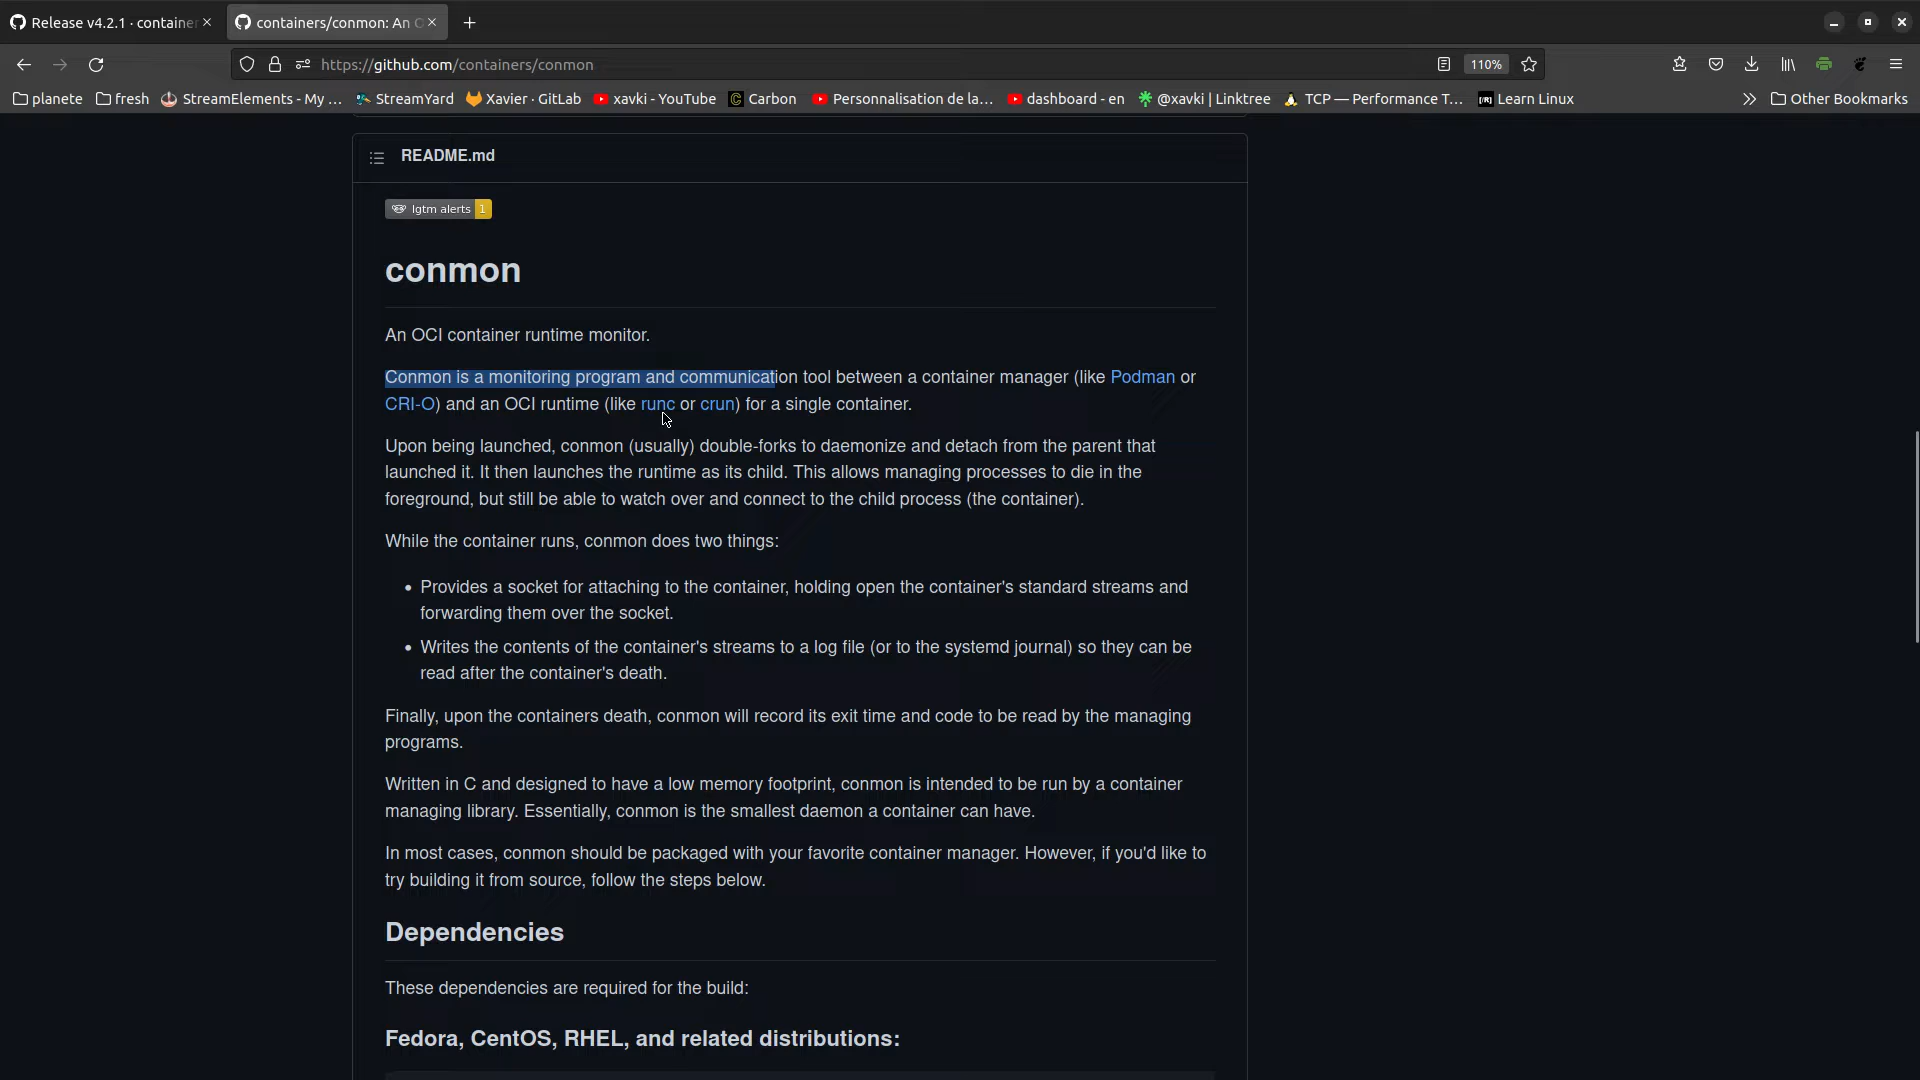 Release v4.2.1 · container
containers/conmon: An C
https://github.com/containers/conmon
110%
planete
fresh
StreamElements - My ...
StreamYard
Xavier · GitLab
xavki - YouTube
Carbon
Personnalisation de la...
dashboard - en
@xavki | Linktree
TCP — Performance T...
Learn Linux
Other Bookmarks
README.md
lgtm alerts 1
conmon
An OCI container runtime monitor.
Conmon is a monitoring program and communication tool between a container manager (like Podman or
CRI-O) and an OCI runtime (like runc or crun) for a single container.
Upon being launched, conmon (usually) double-forks to daemonize and detach from the parent that
launched it. It then launches the runtime as its child. This allows managing processes to die in the
foreground, but still be able to watch over and connect to the child process (the container).
While the container runs, conmon does two things:
• Provides a socket for attaching to the container, holding open the container's standard streams and
forwarding them over the socket.
• Writes the contents of the container's streams to a log file (or to the systemd journal) so they can be
read after the container's death.
Finally, upon the containers death, conmon will record its exit time and code to be read by the managing
programs.
Written in C and designed to have a low memory footprint, conmon is intended to be run by a container
managing library. Essentially, conmon is the smallest daemon a container can have.
In most cases, conmon should be packaged with your favorite container manager. However, if you'd like to
try building it from source, follow the steps below.
Dependencies
These dependencies are required for the build:
Fedora, CentOS, RHEL, and related distributions: